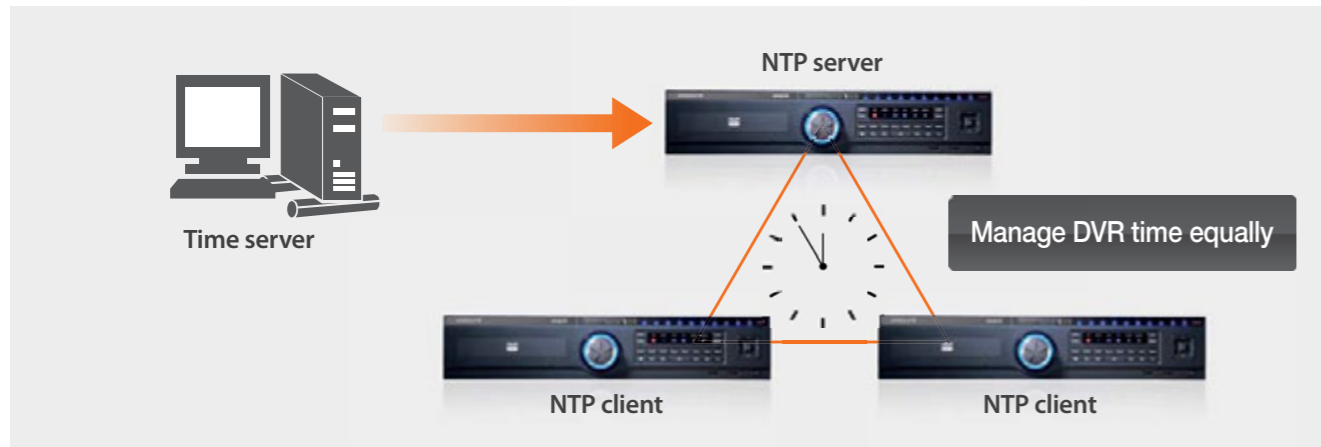 NTP server
Time server
Manage DVR time equally
NTP client
NTP client